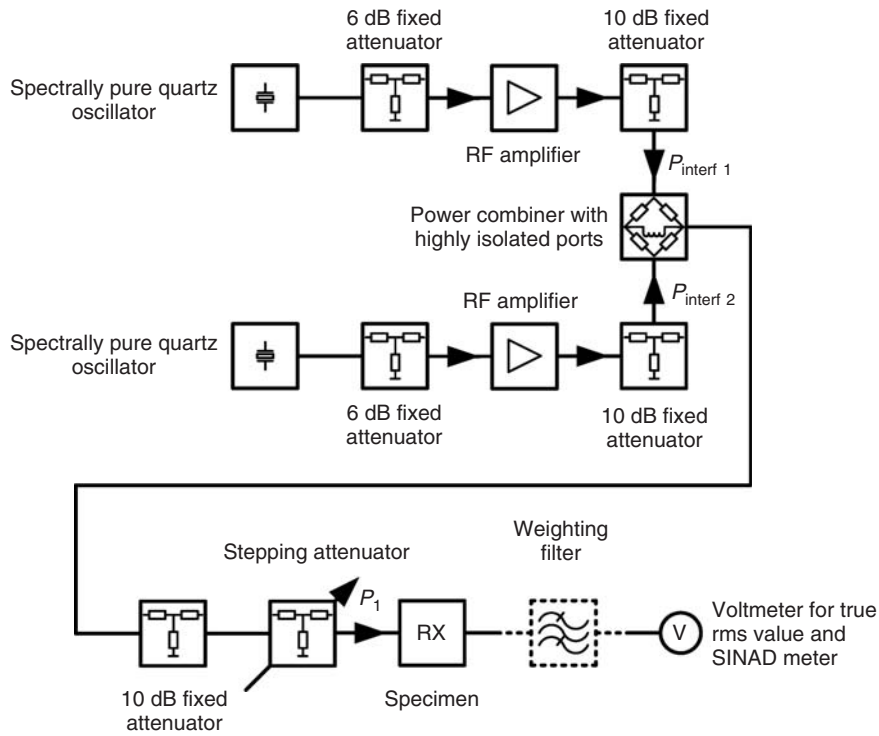 6 dB fixed
attenuator
10 dB fixed
attenuator
Spectrally pure quartz
oscillator
RF amplifier
P interf 1
Power combiner with
highly isolated ports
RF amplifier
P interf 2
Spectrally pure quartz
oscillator
6 dB fixed
attenuator
10 dB fixed
attenuator
Stepping attenuator
Weighting
filter
P1
RX
V
Voltmeter for true
rms value and
SINAD meter
10 dB fixed
attenuator
Specimen